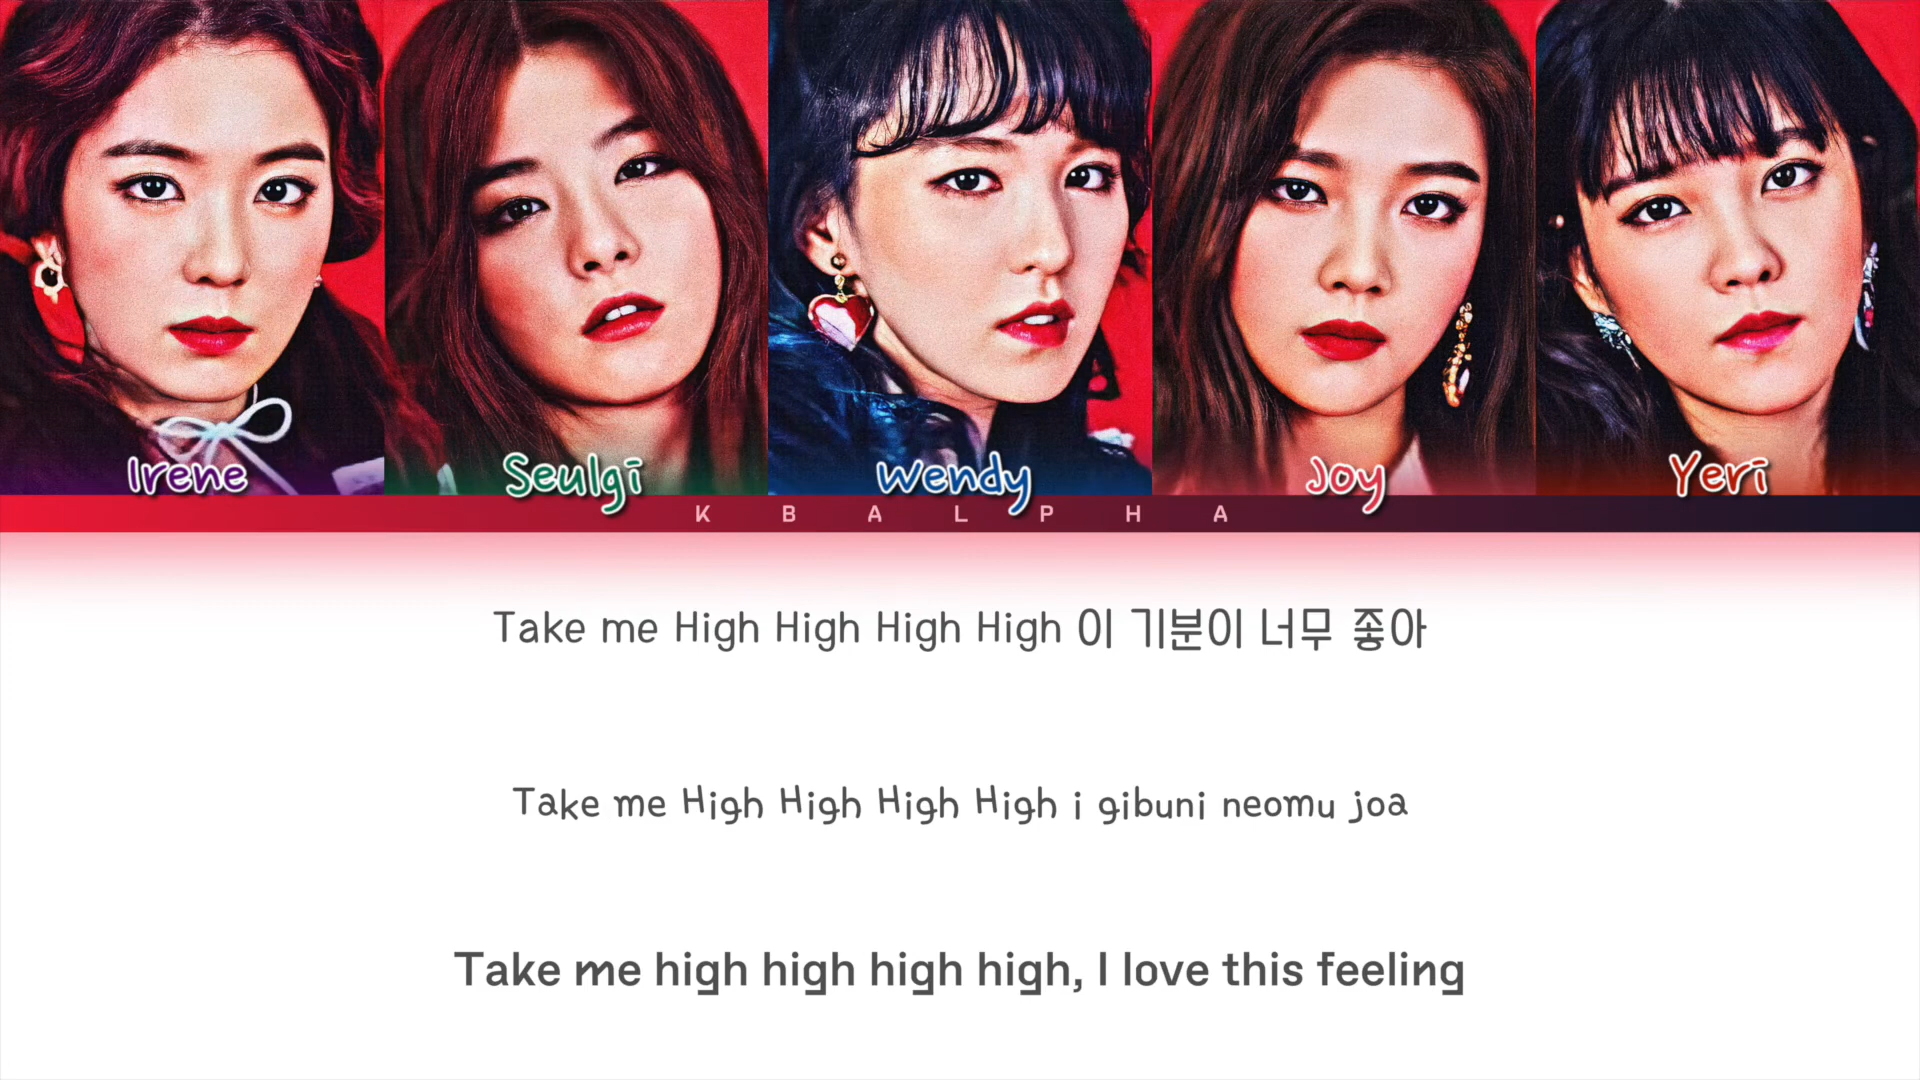 Irene
Seulgi
Wendy
Joy
Yeri
K B A L P H A
Take me High High High High 이 기분이 너무 좋아
Take me High High High High i gibuni neomu joa
Take me high high high high, I love this feeling